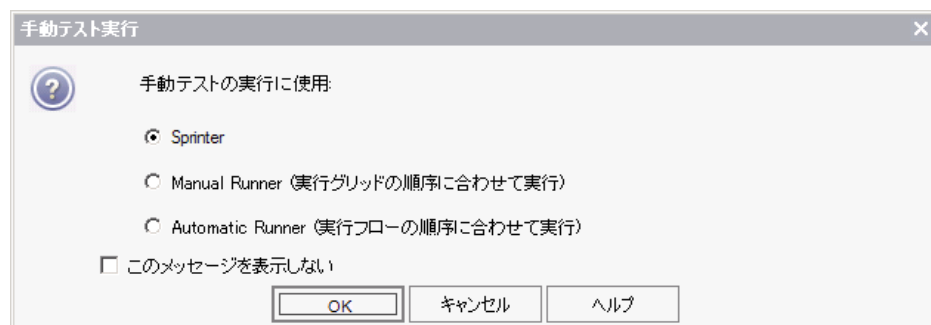 手動テスト実行
手動テストの実行に使用:
Sprinter
Manual Runner (実行グリッドの順序に合わせて実行)
Automatic Runner (実行フローの順序に合わせて実行)
このメッセージを表示しない
OK キャンセル ヘルプ